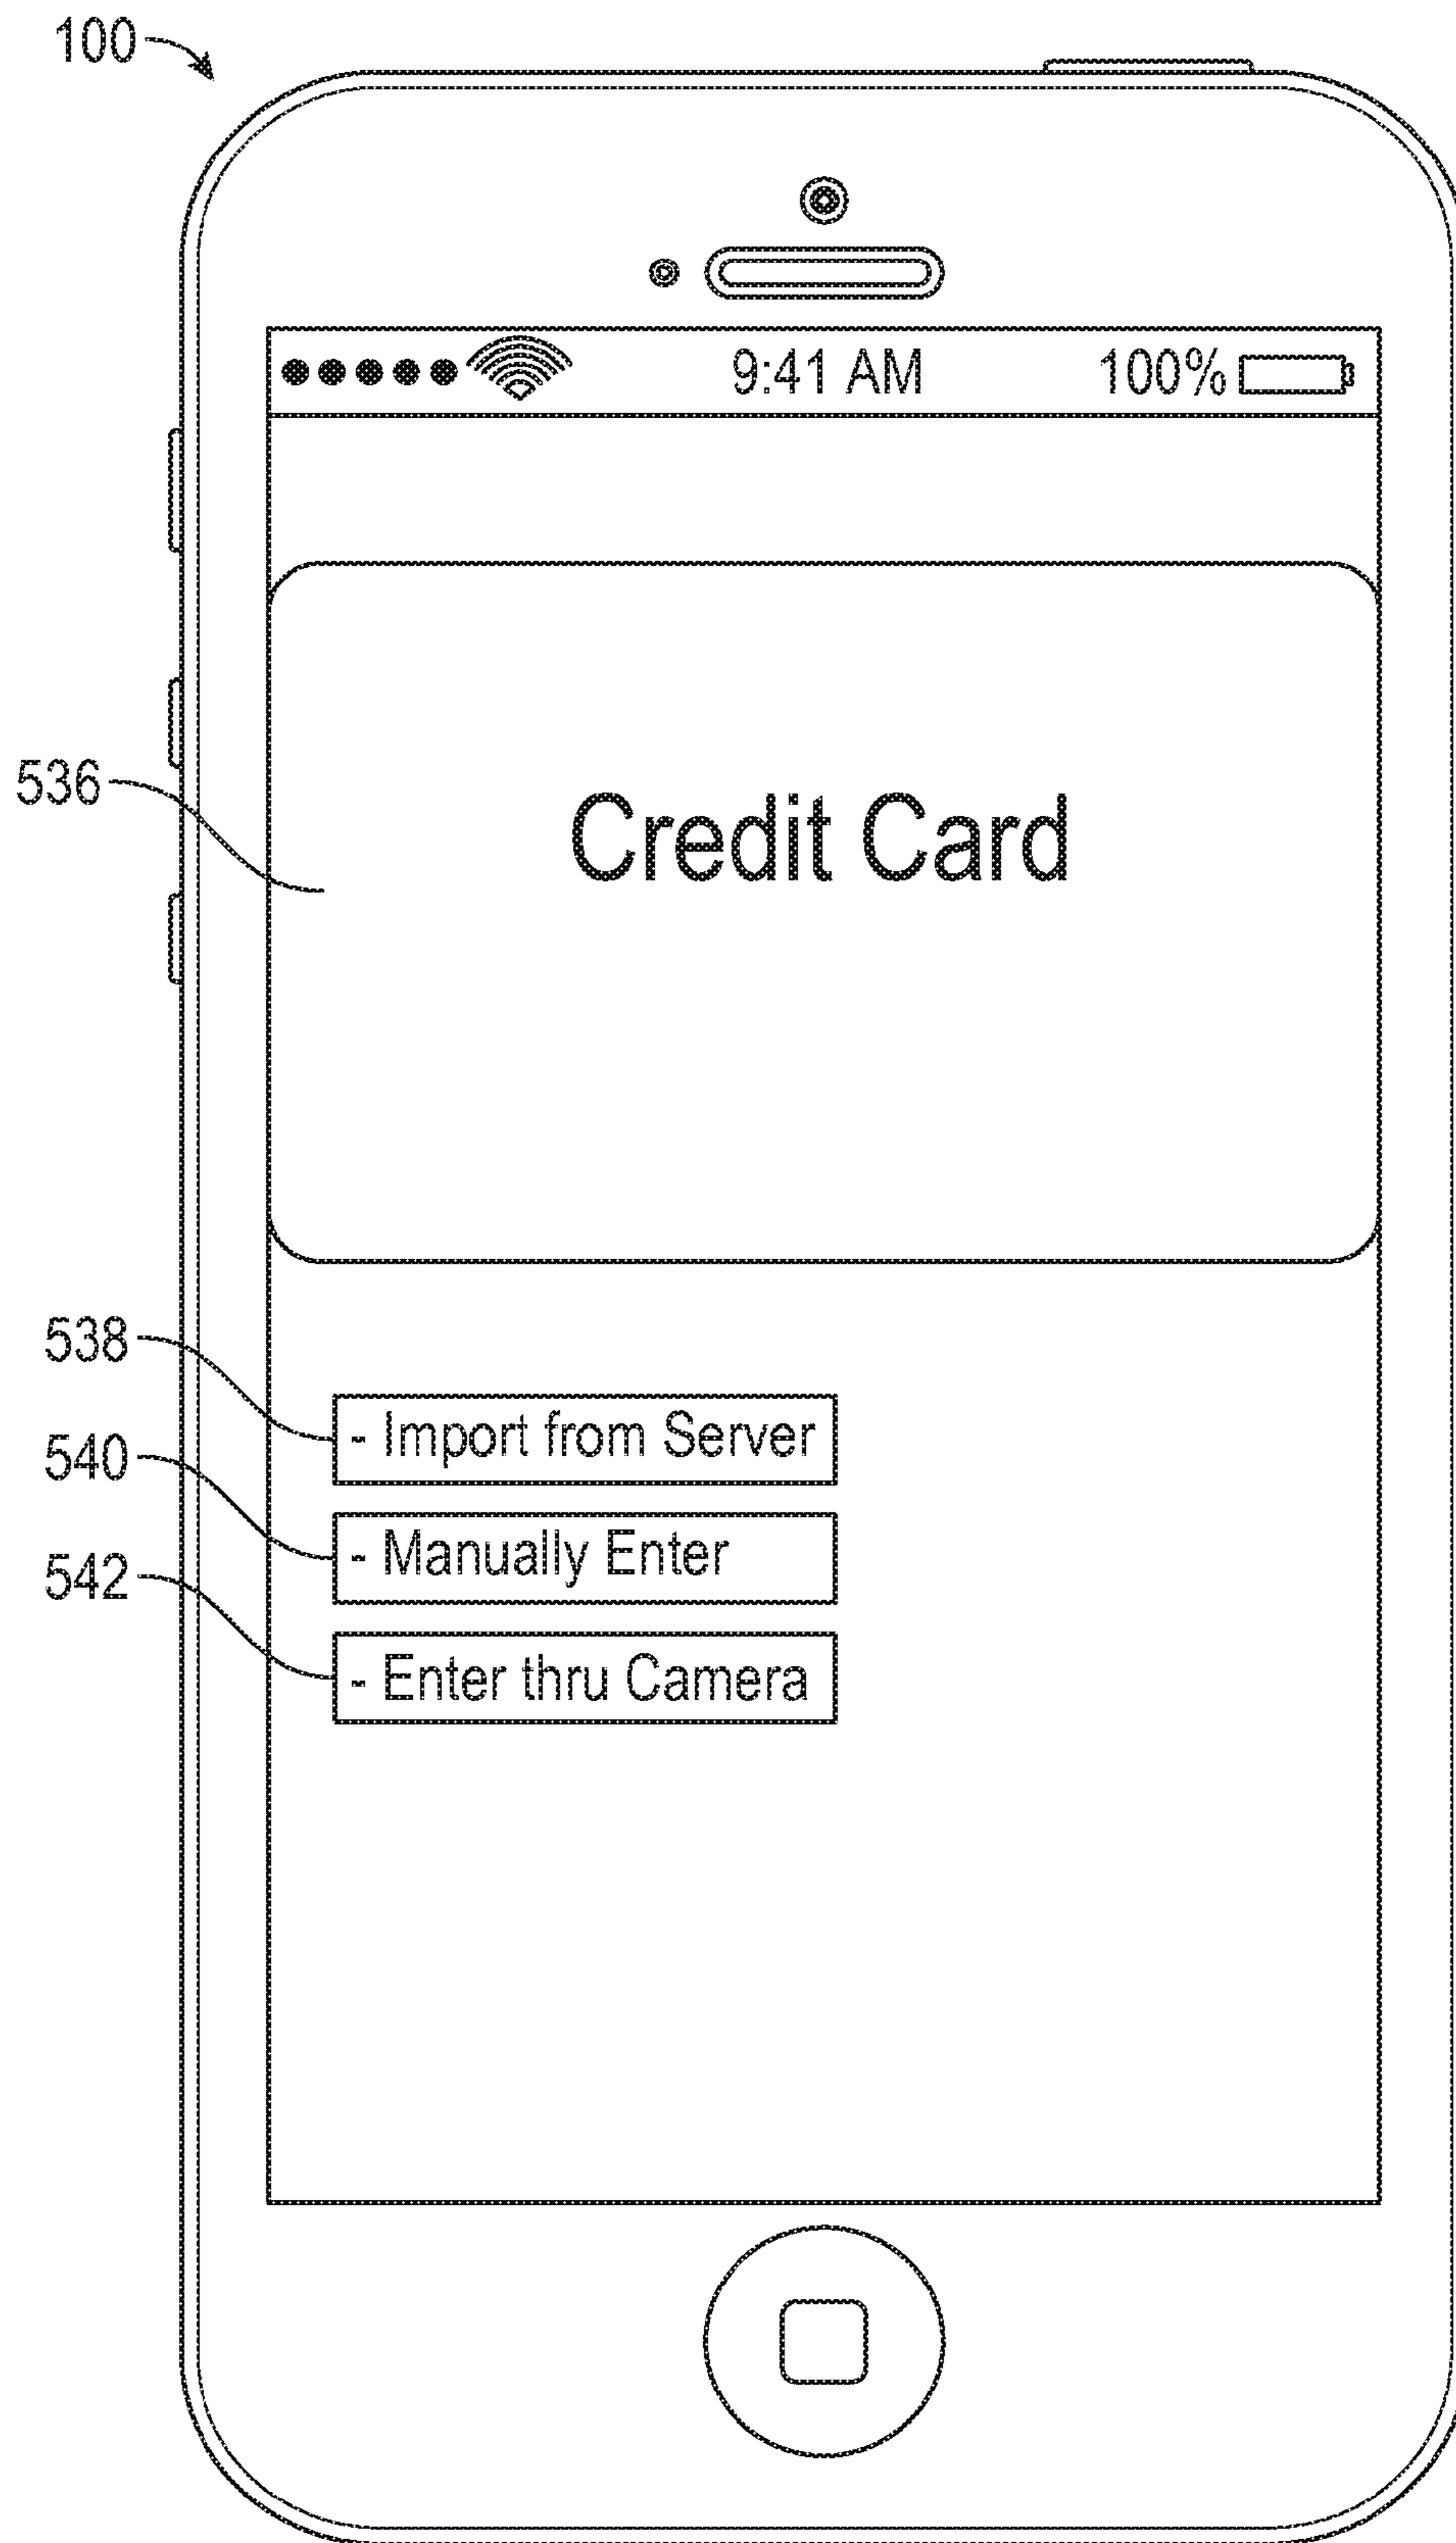 100
9:41 AM 100%
536
Credit Card
538
- Import from Server
540
- Manually Enter
542
- Enter thru Camera